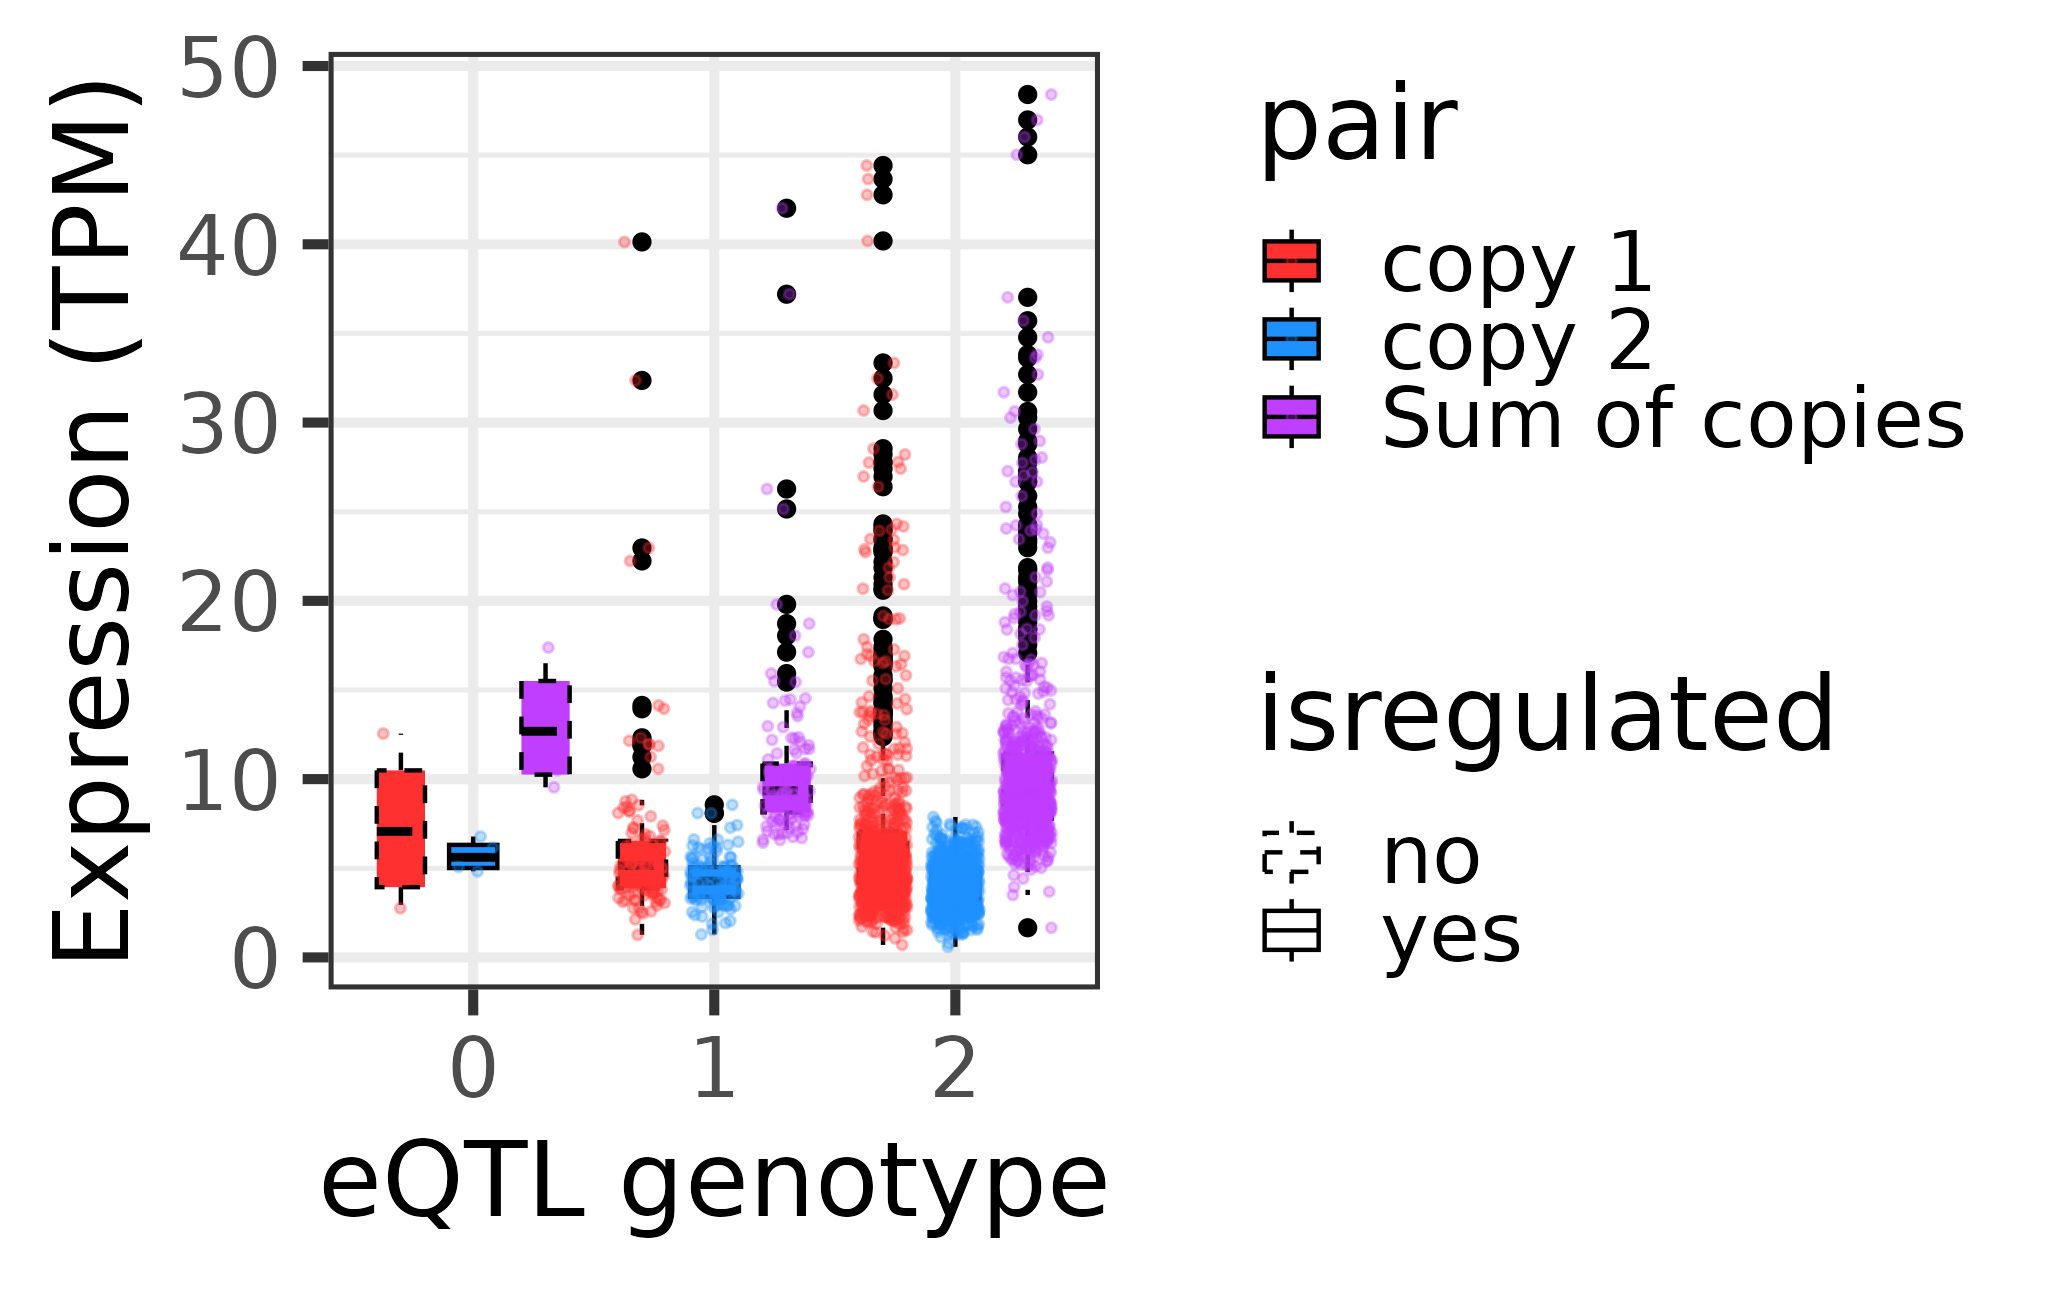 Expression (TPM)
50
40
30
20
10
0
0 1 2
eQTL genotype
pair
copy 1
copy 2
Sum of copies
isregulated
no
yes